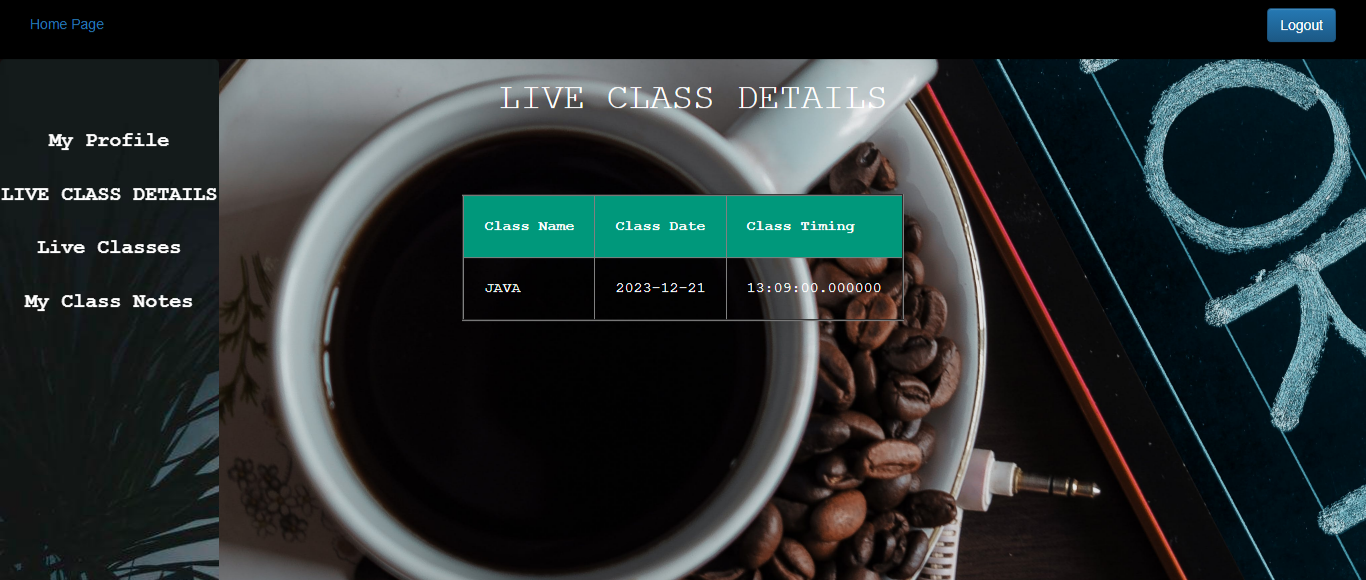 Home Page
Logout
LIVE CLASS DETAILS
My Profile
LIVE CLASS DETAILS
Live Classes
My Class Notes
Class Name Class Date Class Timing
JAVA 2023-12-21 13:09:00.000000